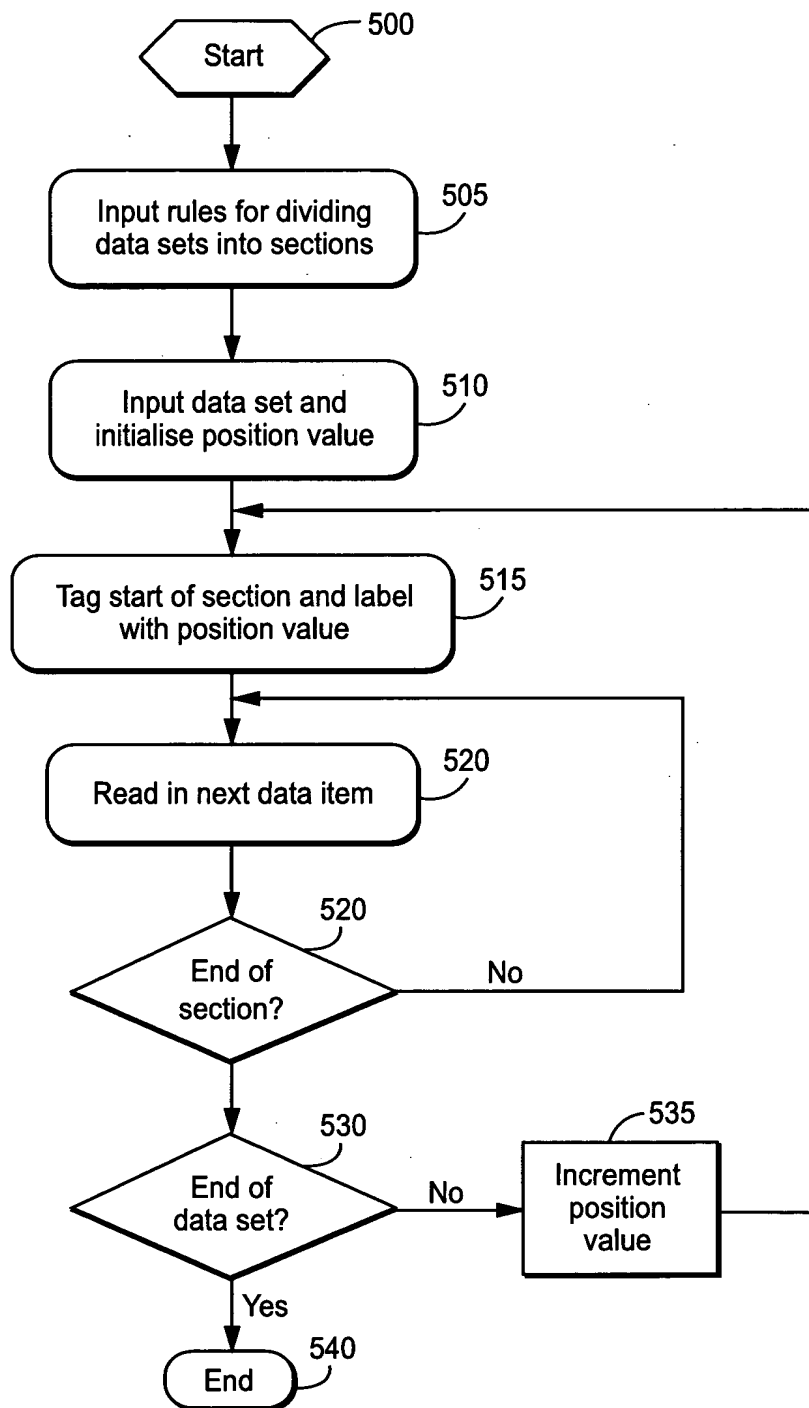 500
Start
505
Input rules for dividing
data sets into sections
510
Input data set and
initialise position value
515
Tag start of section and label
with position value
520
Read in next data item
520
End of
section?
No
530
End of
data set?
No
535
Increment
position
value
Yes
540
End